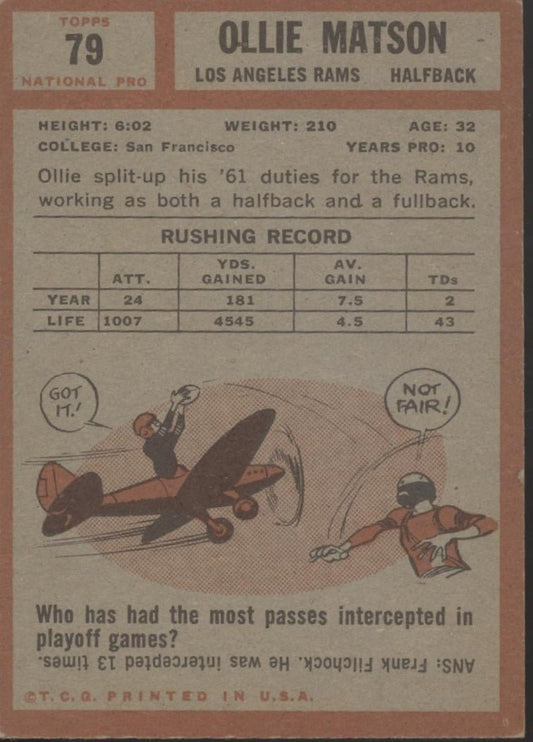 TOPPS
79
NATIONAL PRO
OLLIE MATSON
LOS ANGELES RAMS HALFBACK
HEIGHT: 6:02 WEIGHT: 210 AGE: 32
COLLEGE: San Francisco YEARS PRO: 10
Ollie split-up his '61 duties for the Rams,
working as both a halfback and a fullback.
RUSHING RECORD
ATT. YDS. GAINED AV. GAIN TDs
YEAR 24 181 7.5 2
LIFE 1007 4545 4.5 43
GOT
IT!
NOT
FAIR!
Who has had the most passes intercepted in
playoff games?
ANS: Frank Filchock. He was intercepted 13 times.
©T.C.G. PRINTED IN U.S.A.